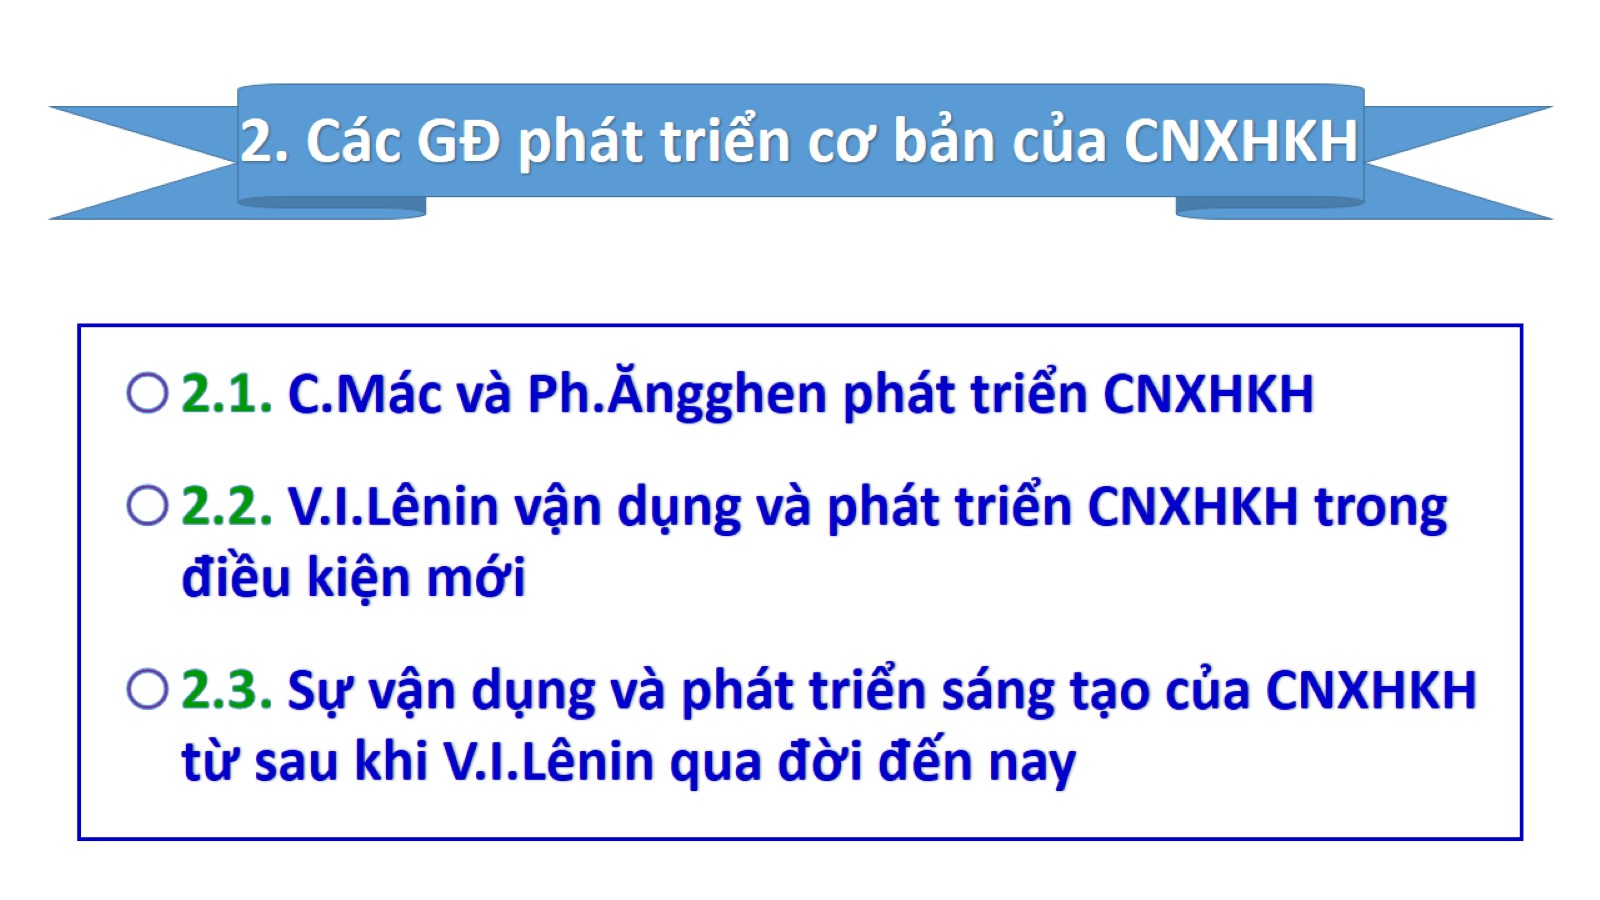 2. Các GĐ phát triển cơ bản của CNXHKH
2.1. C.Mác và Ph.Ăngghen phát triển CNXHKH
2.2. V.I.Lênin vận dụng và phát triển CNXHKH trong
điều kiện mới
2.3. Sự vận dụng và phát triển sáng tạo của CNXHKH
từ sau khi V.I.Lênin qua đời đến nay